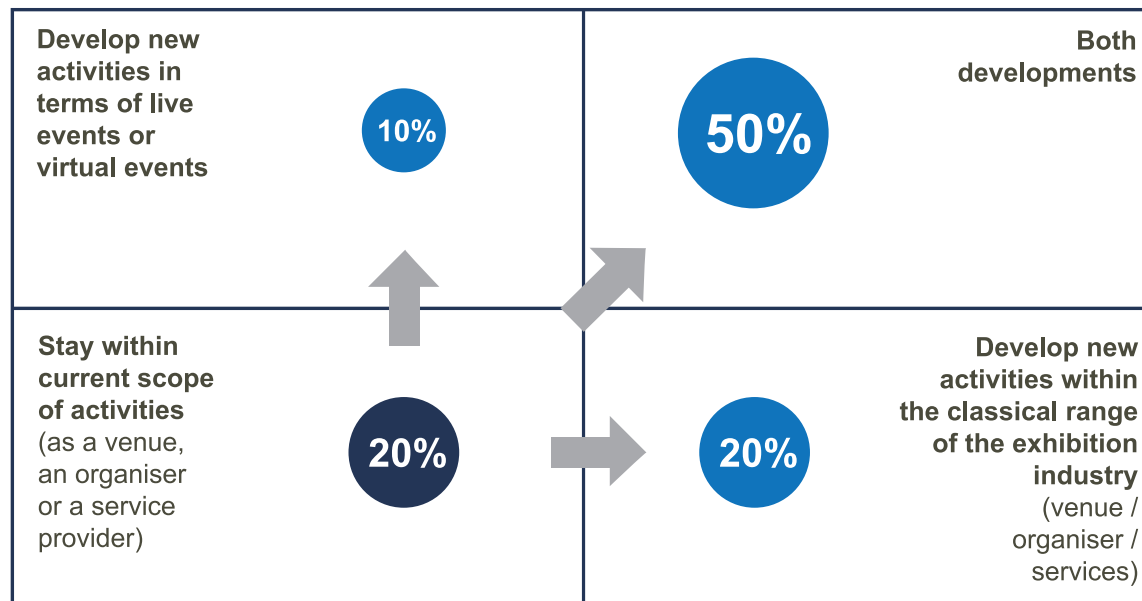 Develop new
activities in
terms of live
events or
virtual events
10%
Both
developments
50%
Stay within
current scope
of activities
(as a venue,
an organiser
or a service
provider)
20%
Develop new
activities within
the classical range
of the exhibition
industry
(venue /
organiser /
services)
20%